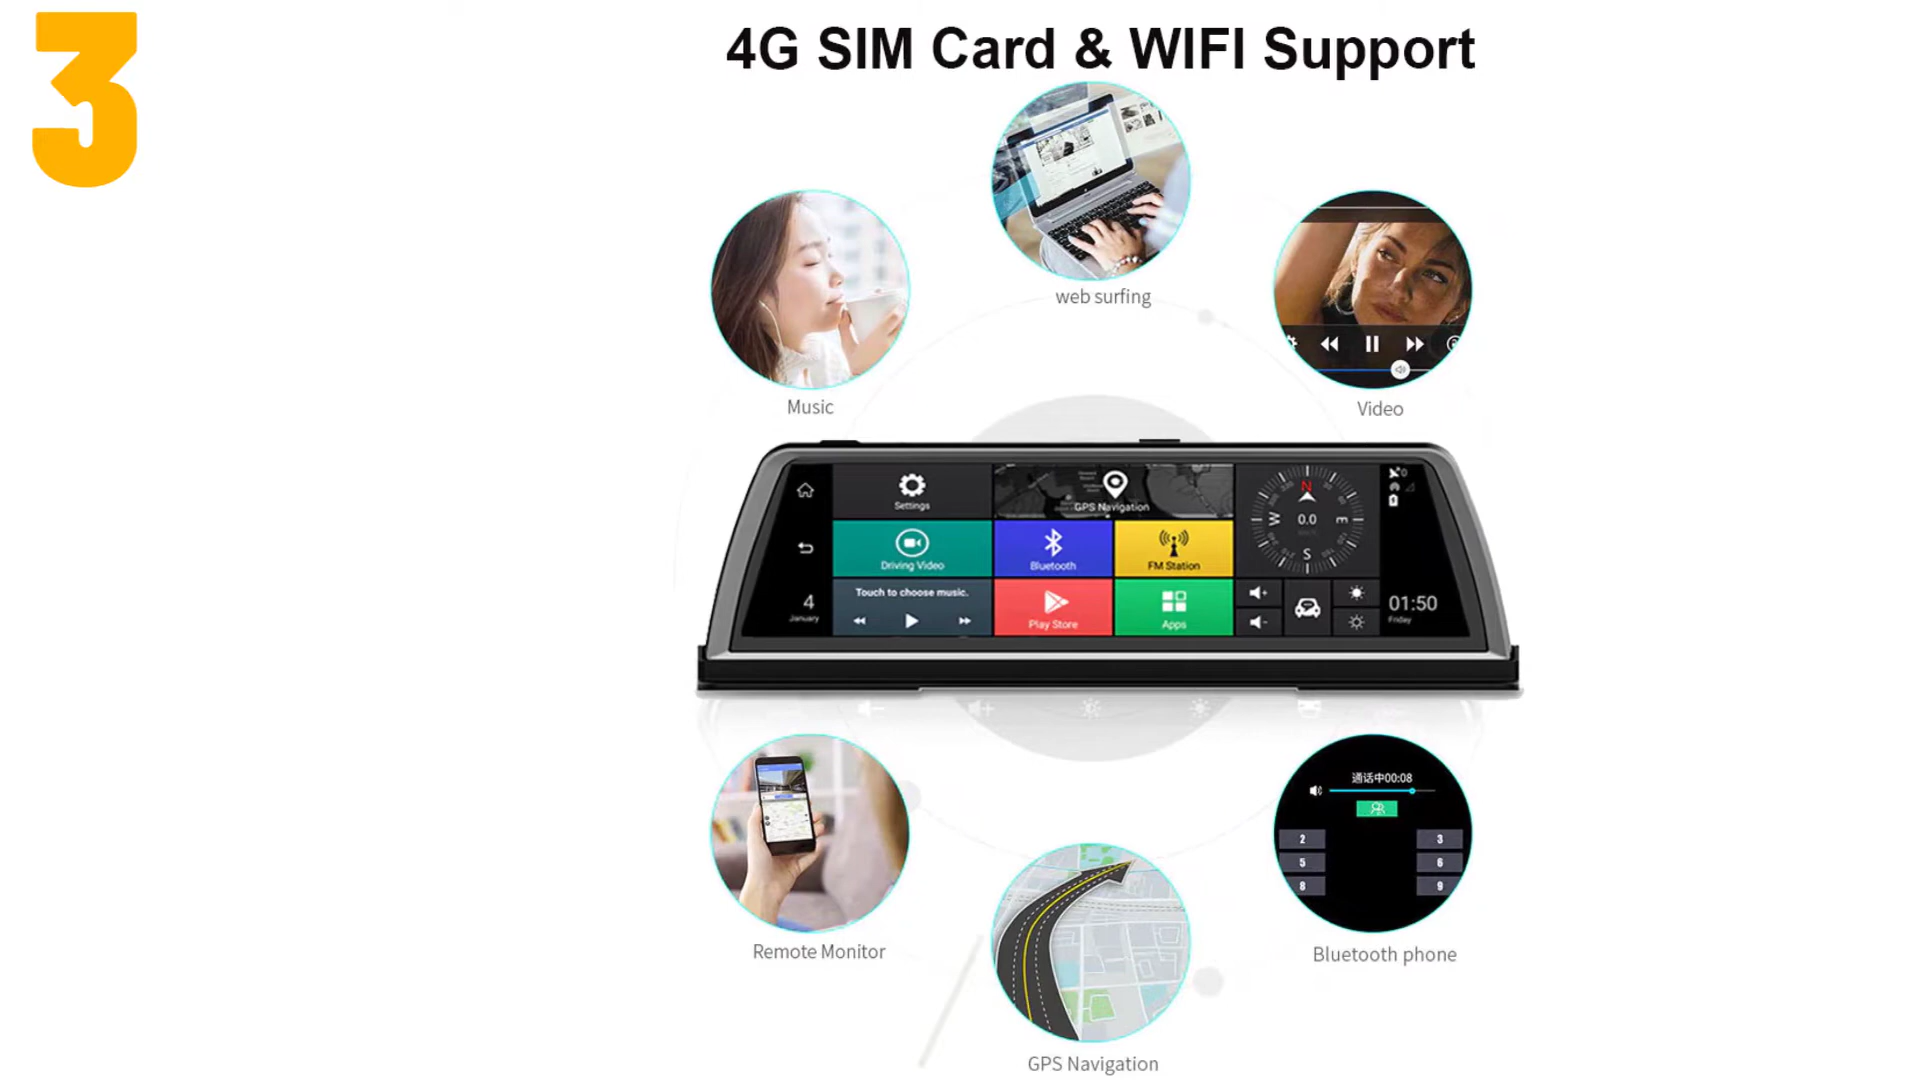 3
4G SIM Card & WIFI Support
web surfing
Music
Video
Settings
GPS Navigation
N
W 0.0 E
S
0
Driving Video
Bluetooth
FM Station
Touch to choose music.
Play Store
Apps
4
January
01:50
Friday
通话中00:08
2 3
5 6
8 9
Remote Monitor
Bluetooth phone
GPS Navigation